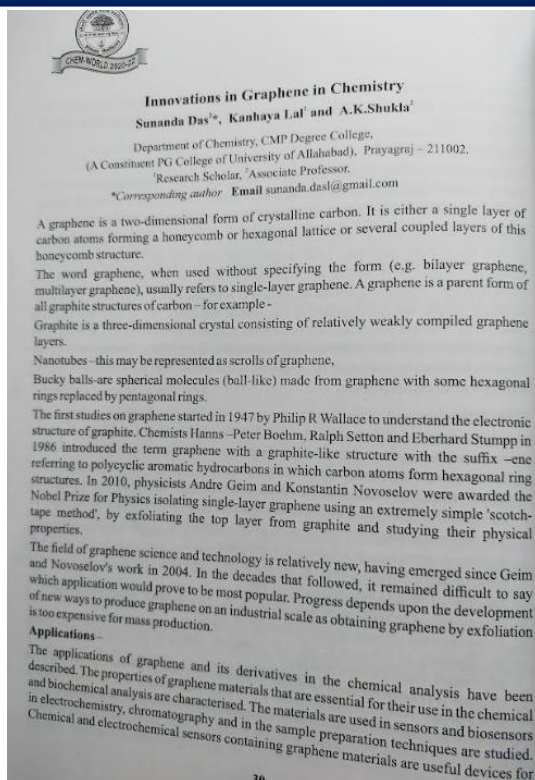 CHEM-WORLD 2020-22
Innovations in Graphene in Chemistry
Sunanda Das²*, Kanhaya Lal¹ and A.K.Shukla²
Department of Chemistry, CMP Degree College,
(A Constituent PG College of University of Allahabad), Prayagraj – 211002.
¹Research Scholar, ²Associate Professor.
*Corresponding author Email sunanda.das1@gmail.com
A graphene is a two-dimensional form of crystalline carbon. It is either a single layer of
carbon atoms forming a honeycomb or hexagonal lattice or several coupled layers of this
honeycomb structure.
The word graphene, when used without specifying the form (e.g. bilayer graphene,
multilayer graphene), usually refers to single-layer graphene. A graphene is a parent form of
all graphite structures of carbon – for example -
Graphite is a three-dimensional crystal consisting of relatively weakly compiled graphene
layers.
Nanotubes –this may be represented as scrolls of graphene,
Bucky balls-are spherical molecules (ball-like) made from graphene with some hexagonal
rings replaced by pentagonal rings.
The first studies on graphene started in 1947 by Philip R Wallace to understand the electronic
structure of graphite. Chemists Hanns –Peter Boehm, Ralph Setton and Eberhard Stumpp in
1986 introduced the term graphene with a graphite-like structure with the suffix –ene
referring to polycyclic aromatic hydrocarbons in which carbon atoms form hexagonal ring
structures. In 2010, physicists Andre Geim and Konstantin Novoselov were awarded the
Nobel Prize for Physics isolating single-layer graphene using an extremely simple 'scotch-
tape method', by exfoliating the top layer from graphite and studying their physical
properties.
The field of graphene science and technology is relatively new, having emerged since Geim
and Novoselov's work in 2004. In the decades that followed, it remained difficult to say
which application would prove to be most popular. Progress depends upon the development
of new ways to produce graphene on an industrial scale as obtaining graphene by exfoliation
is too expensive for mass production.
Applications –
The applications of graphene and its derivatives in the chemical analysis have been
described. The properties of graphene materials that are essential for their use in the chemical
and biochemical analysis are characterised. The materials are used in sensors and biosensors
in electrochemistry, chromatography and in the sample preparation techniques are studied.
Chemical and electrochemical sensors containing graphene materials are useful devices for